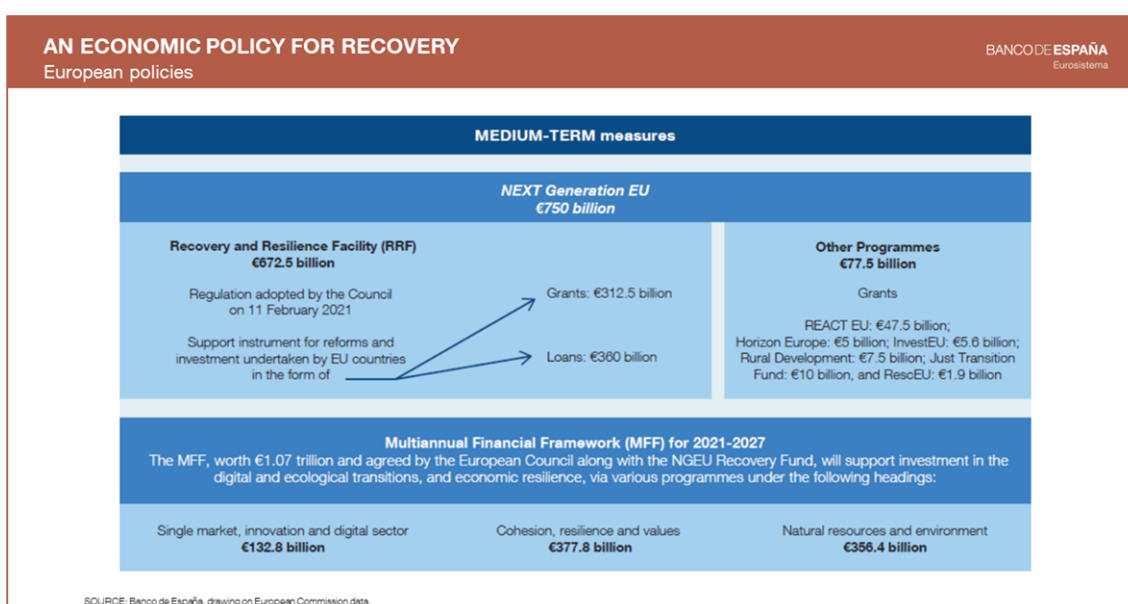 AN ECONOMIC POLICY FOR RECOVERY
European policies
BANCODEESPAÑA
Eurosistema
MEDIUM-TERM measures
NEXT Generation EU
€750 billion
Recovery and Resilience Facility (RRF)
€672.5 billion
Regulation adopted by the Council
on 11 February 2021
Support instrument for reforms and
investment undertaken by EU countries
in the form of
Grants: €312.5 billion
Loans: €360 billion
Other Programmes
€77.5 billion
Grants
REACT EU: €47.5 billion;
Horizon Europe: €5 billion; InvestEU: €5.6 billion;
Rural Development: €7.5 billion; Just Transition
Fund: €10 billion, and RescEU: €1.9 billion
Multiannual Financial Framework (MFF) for 2021-2027
The MFF, worth €1.07 trillion and agreed by the European Council along with the NGEU Recovery Fund, will support investment in the
digital and ecological transitions, and economic resilience, via various programmes under the following headings:
Single market, innovation and digital sector
€132.8 billion
Cohesion, resilience and values
€377.8 billion
Natural resources and environment
€356.4 billion
SOURCE: Banco de España, drawing on European Commission data.